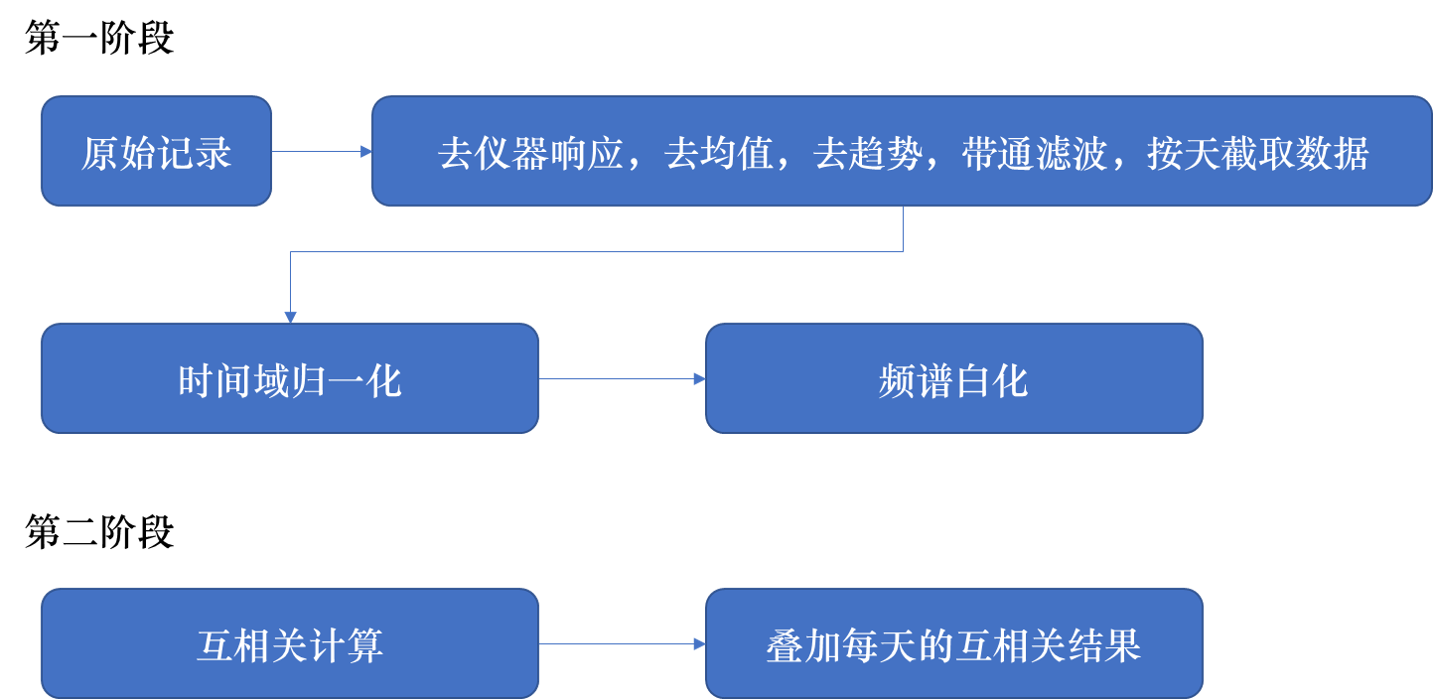 第一阶段
原始记录
去仪器响应，去均值，去趋势，带通滤波，按天截取数据
时间域归一化
频谱白化
第二阶段
互相关计算
叠加每天的互相关结果